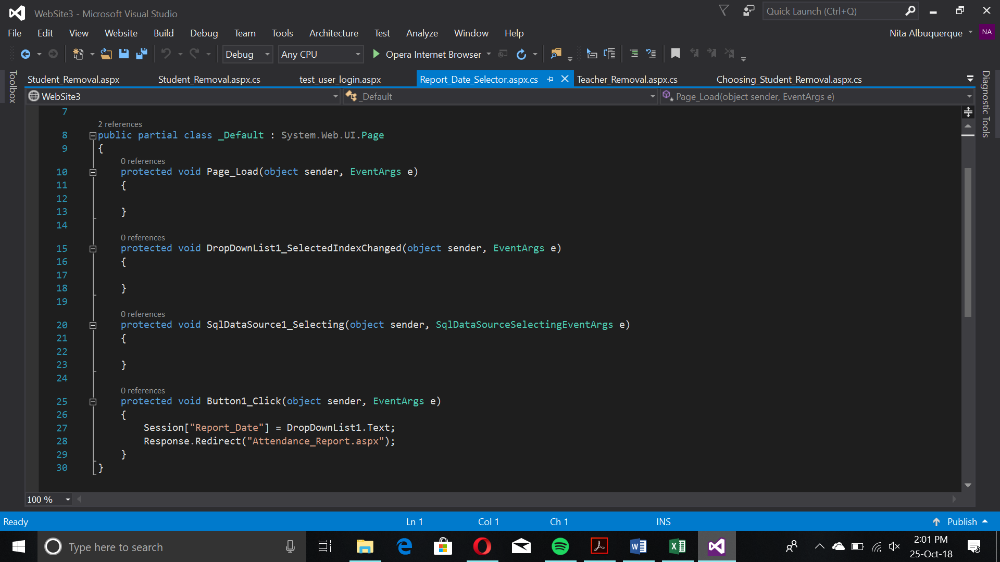 WebSite3 - Microsoft Visual Studio
Quick Launch (Ctrl+Q)
File Edit View Website Build Debug Team Tools Architecture Test Analyze Window Help
Nita Albuquerque NA
Debug Any CPU Opera Internet Browser
Toolbox
Student_Removal.aspx Student_Removal.aspx.cs test_user_login.aspx Report_Date_Selector.aspx.cs Teacher_Removal.aspx.cs Choosing_Student_Removal.aspx.cs
Diagnostic Tools
WebSite3 _Default Page_Load(object sender, EventArgs e)
7
2 references
8 public partial class _Default : System.Web.UI.Page
9 {
0 references
10 protected void Page_Load(object sender, EventArgs e)
11 {
12
13 }
14
0 references
15 protected void DropDownList1_SelectedIndexChanged(object sender, EventArgs e)
16 {
17
18 }
19
0 references
20 protected void SqlDataSource1_Selecting(object sender, SqlDataSourceSelectingEventArgs e)
21 {
22
23 }
24
0 references
25 protected void Button1_Click(object sender, EventArgs e)
26 {
27 Session["Report_Date"] = DropDownList1.Text;
28 Response.Redirect("Attendance_Report.aspx");
29 }
30 }
100 %
Ready Ln 1 Col 1 Ch 1 INS Publish
Type here to search
2:01 PM
25-Oct-18